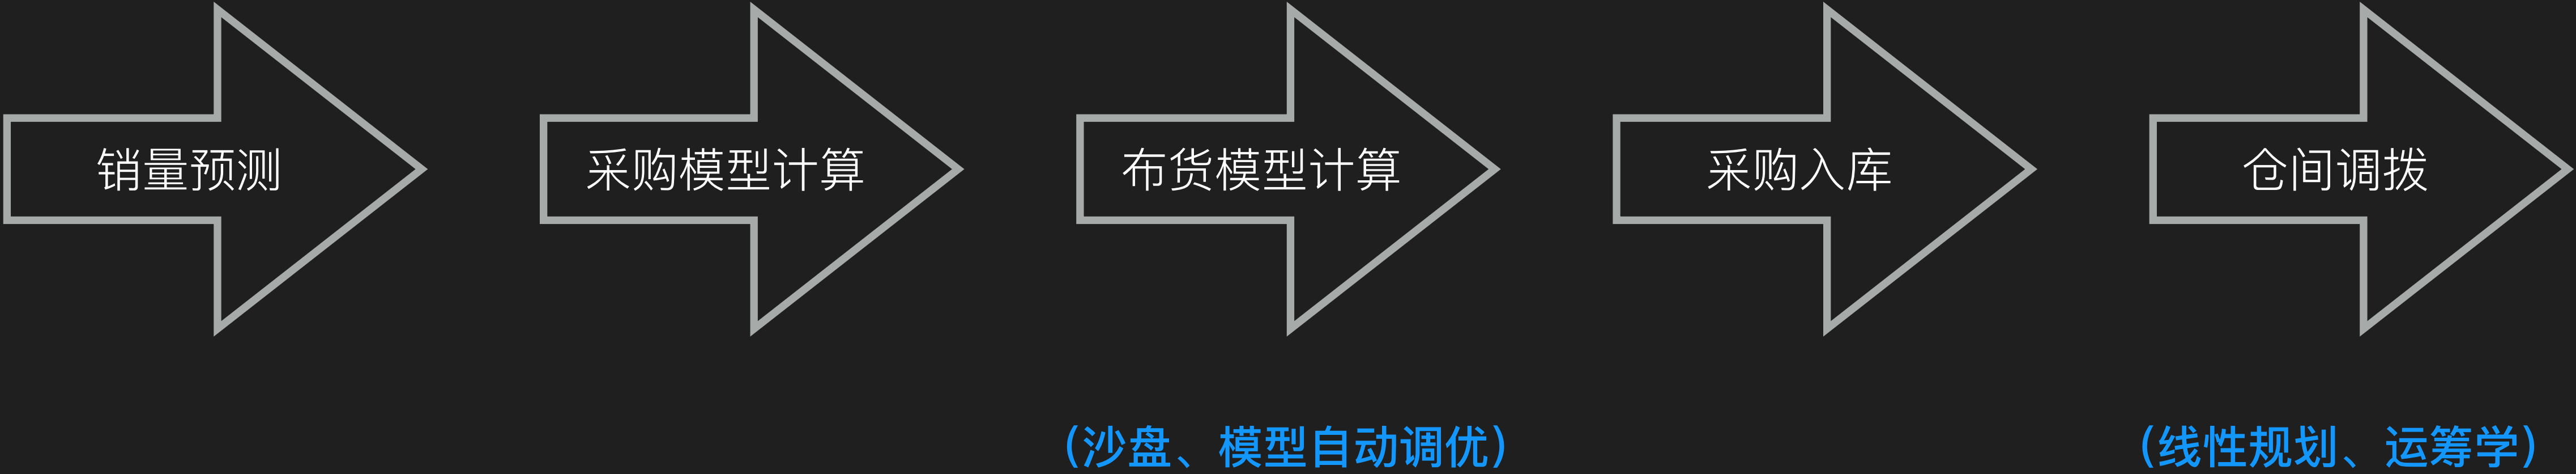 销量预测
采购模型计算
布货模型计算
采购入库
仓间调拨
(沙盘、模型自动调优)
(线性规划、运筹学)